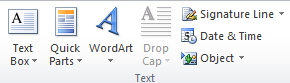 Text Box
Quick Parts
WordArt
Drop Cap
Signature Line
Date & Time
Object
Text